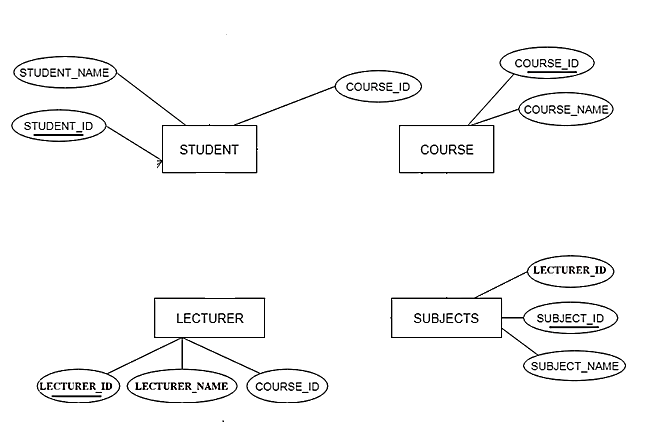 STUDENT_NAME
COURSE_ID
COURSE_ID
STUDENT_ID
COURSE_NAME
STUDENT
COURSE
LECTURER_ID
LECTURER
SUBJECTS
SUBJECT_ID
SUBJECT_NAME
LECTURER_ID
LECTURER_NAME
COURSE_ID